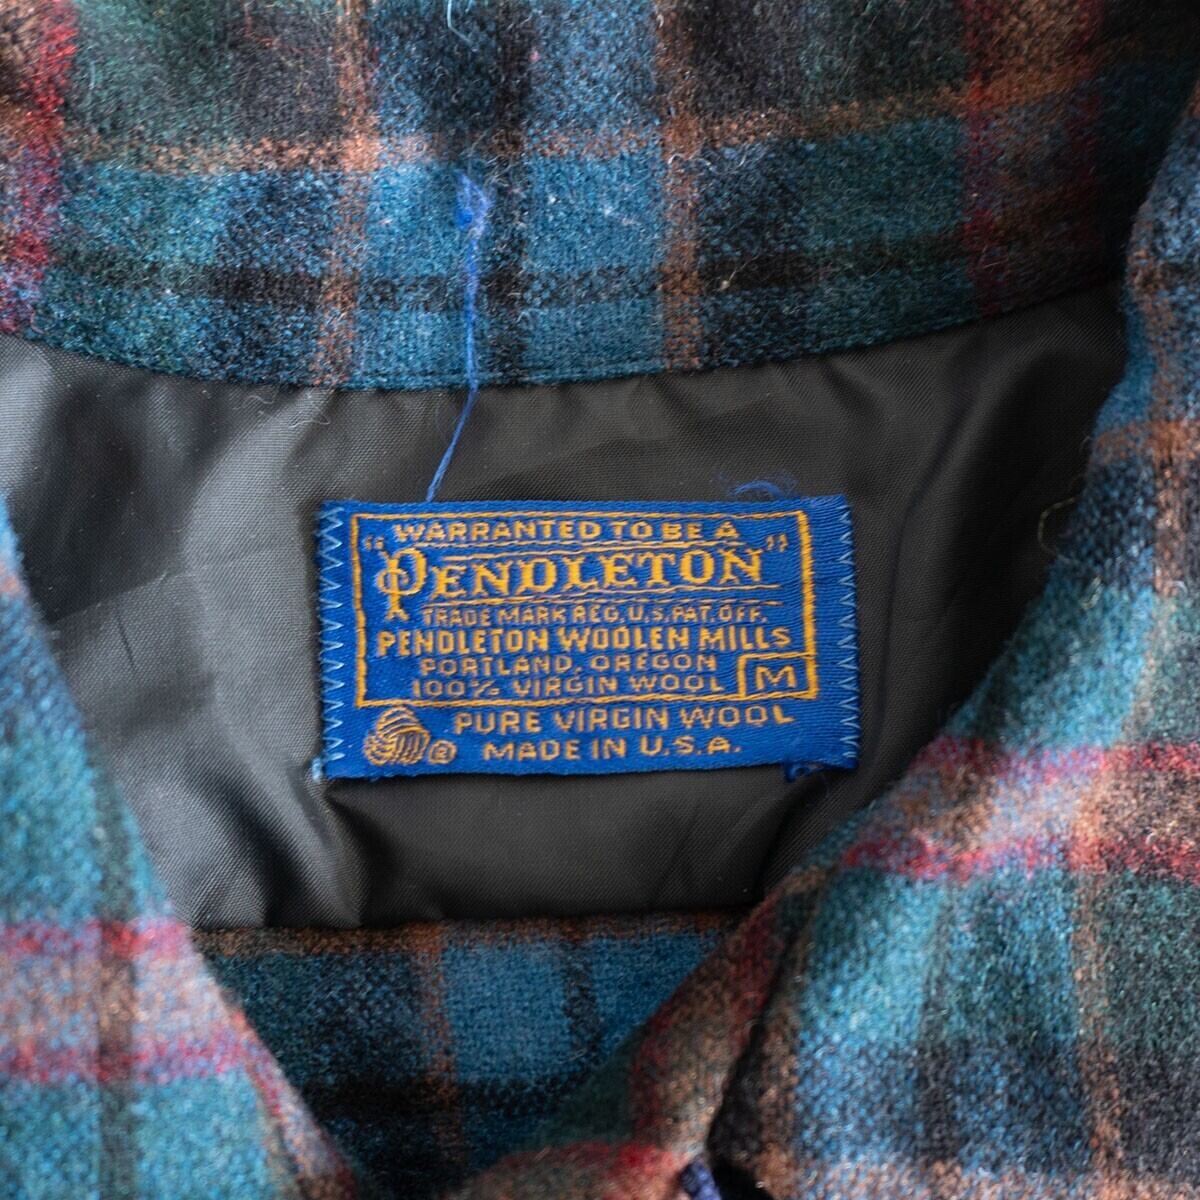 WARRANTED TO BE A
"PENDLETON"
TRADE MARK REG. U.S. PAT. OFF.
PENDLETON WOOLEN MILLS
PORTLAND, OREGON
100% VIRGIN WOOL M
PURE VIRGIN WOOL
® MADE IN U.S.A.